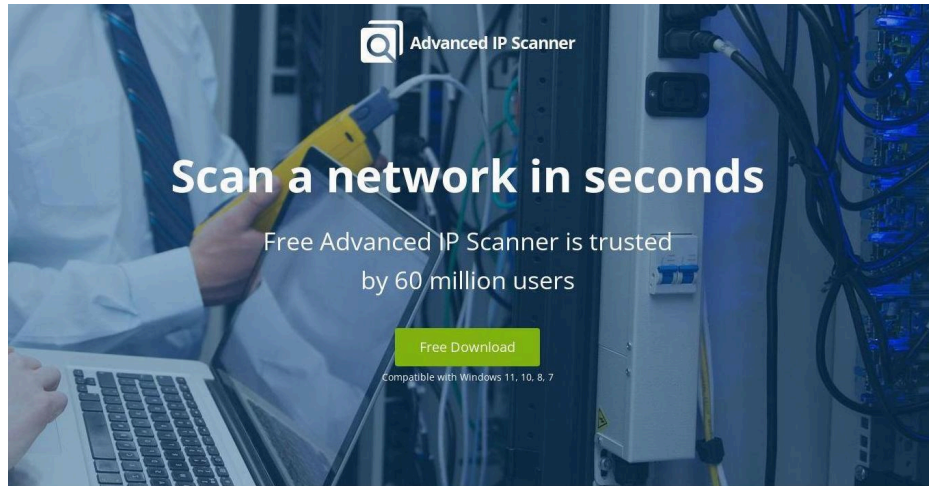 Advanced IP Scanner
Scan a network in seconds
Free Advanced IP Scanner is trusted
by 60 million users
Free Download
Compatible with Windows 11, 10, 8, 7